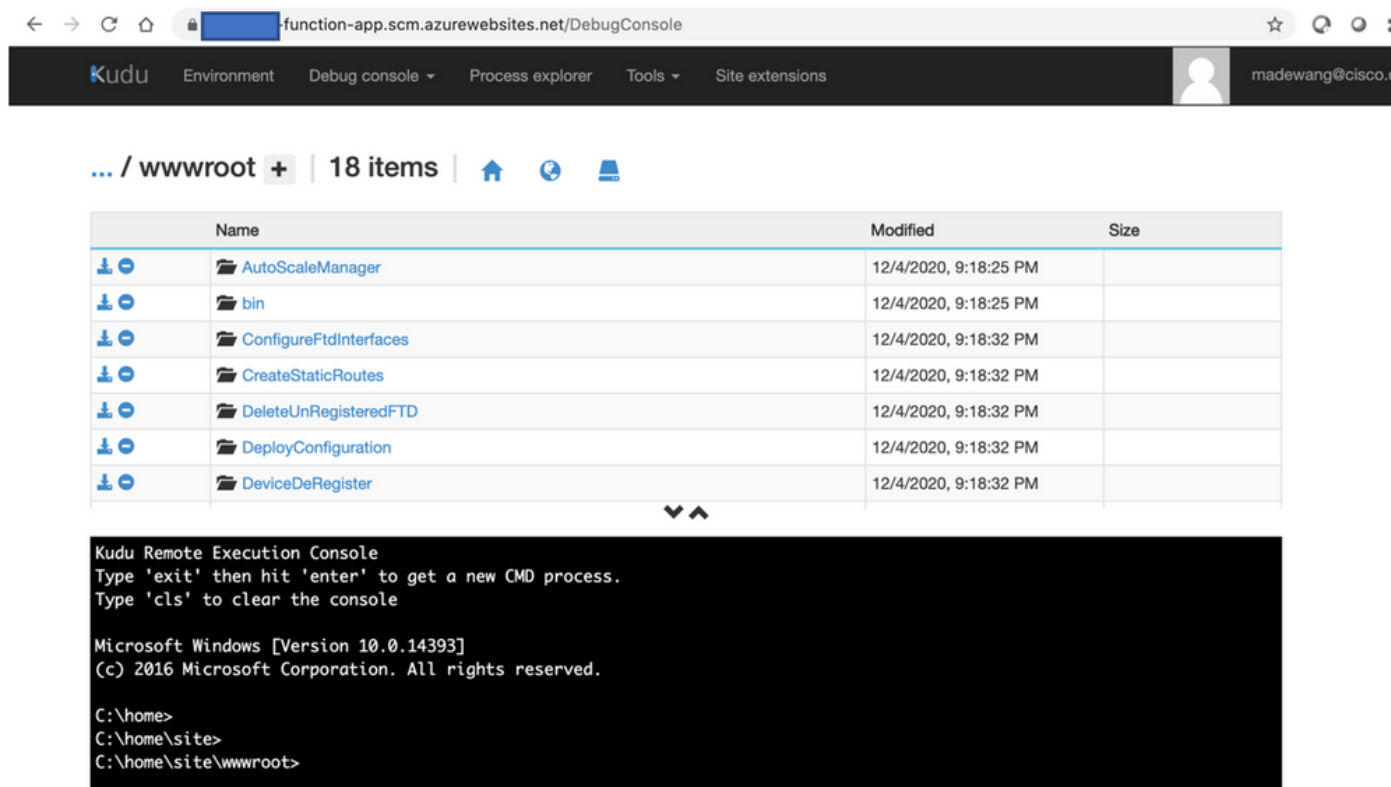 -function-app.scm.azurewebsites.net/DebugConsole
Kudu Environment Debug console Process explorer Tools Site extensions madewang@cisco.
... / wwwroot + 18 items
Name Modified Size
AutoScaleManager 12/4/2020, 9:18:25 PM
bin 12/4/2020, 9:18:25 PM
ConfigureFtdInterfaces 12/4/2020, 9:18:32 PM
CreateStaticRoutes 12/4/2020, 9:18:32 PM
DeleteUnRegisteredFTD 12/4/2020, 9:18:32 PM
DeployConfiguration 12/4/2020, 9:18:32 PM
DeviceDeRegister 12/4/2020, 9:18:32 PM
Kudu Remote Execution Console
Type 'exit' then hit 'enter' to get a new CMD process.
Type 'cls' to clear the console
Microsoft Windows [Version 10.0.14393]
(c) 2016 Microsoft Corporation. All rights reserved.
C:\home>
C:\home\site>
C:\home\site\wwwroot>